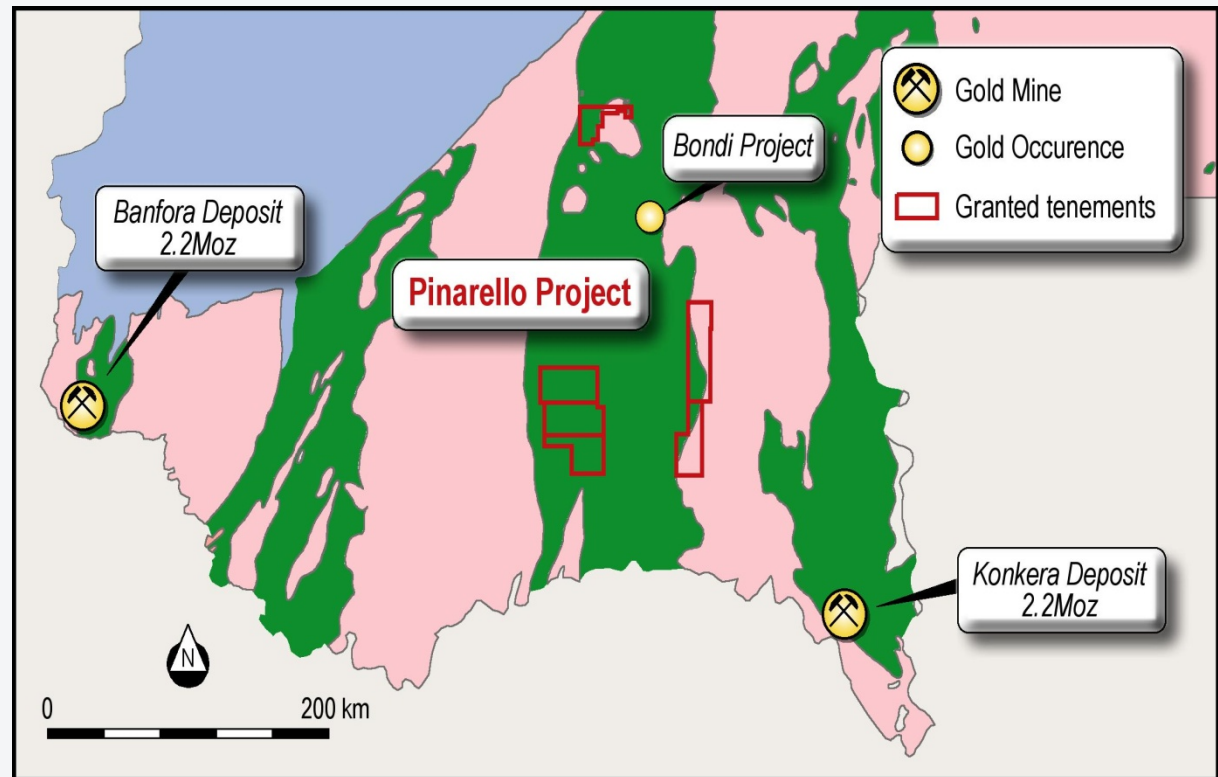 Gold Mine
Gold Occurence
Granted tenements
Bondi Project
Banfora Deposit
2.2Moz
Pinarello Project
Konkera Deposit
2.2Moz
N
0
200 km